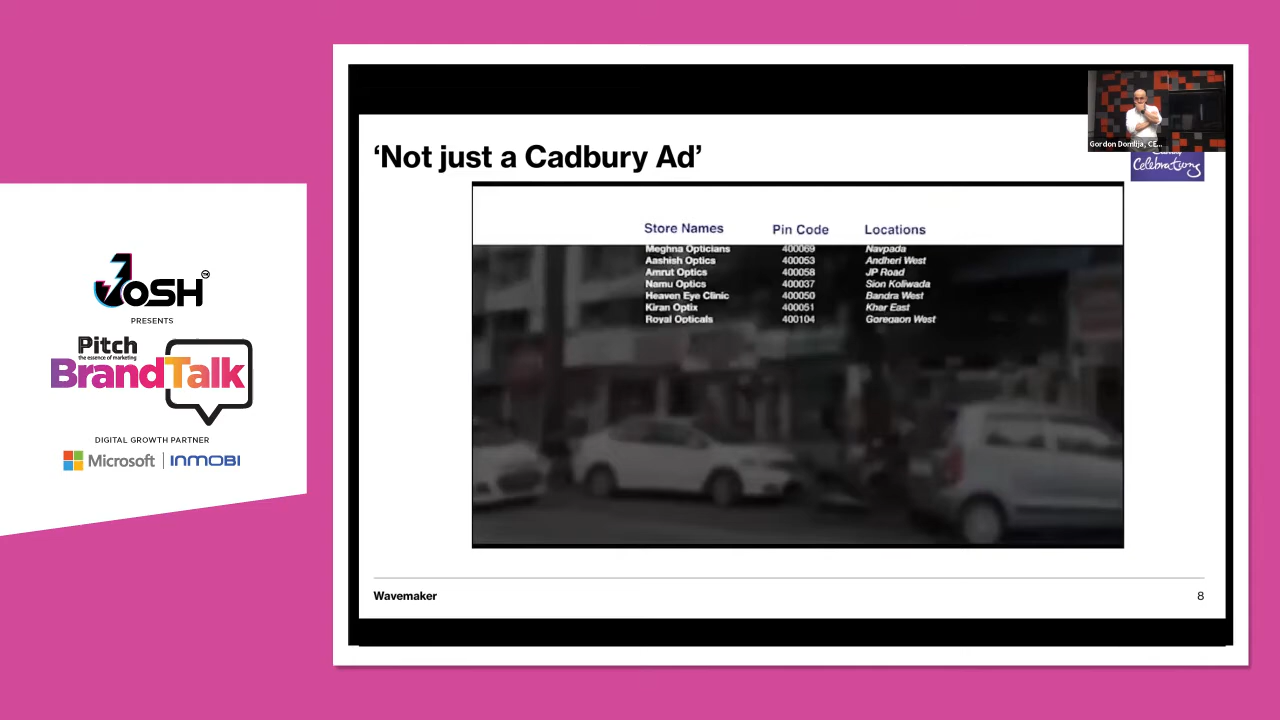 JOSH
PRESENTS
Pitch
the essence of marketing
BrandTalk
DIGITAL GROWTH PARTNER
Microsoft | INMOBI
‘Not just a Cadbury Ad’
Gordon Domlija, CE...
Celebrations
Store Names Pin Code Locations
Meghna Opticians 400069 Navpada
Aashish Optics 400053 Andheri West
Amrut Optics 400058 JP Road
Namu Optics 400037 Sion Koliwada
Heaven Eye Clinic 400050 Bandra West
Kiran Optix 400051 Khar East
Royal Opticals 400104 Goregaon West
Wavemaker
8